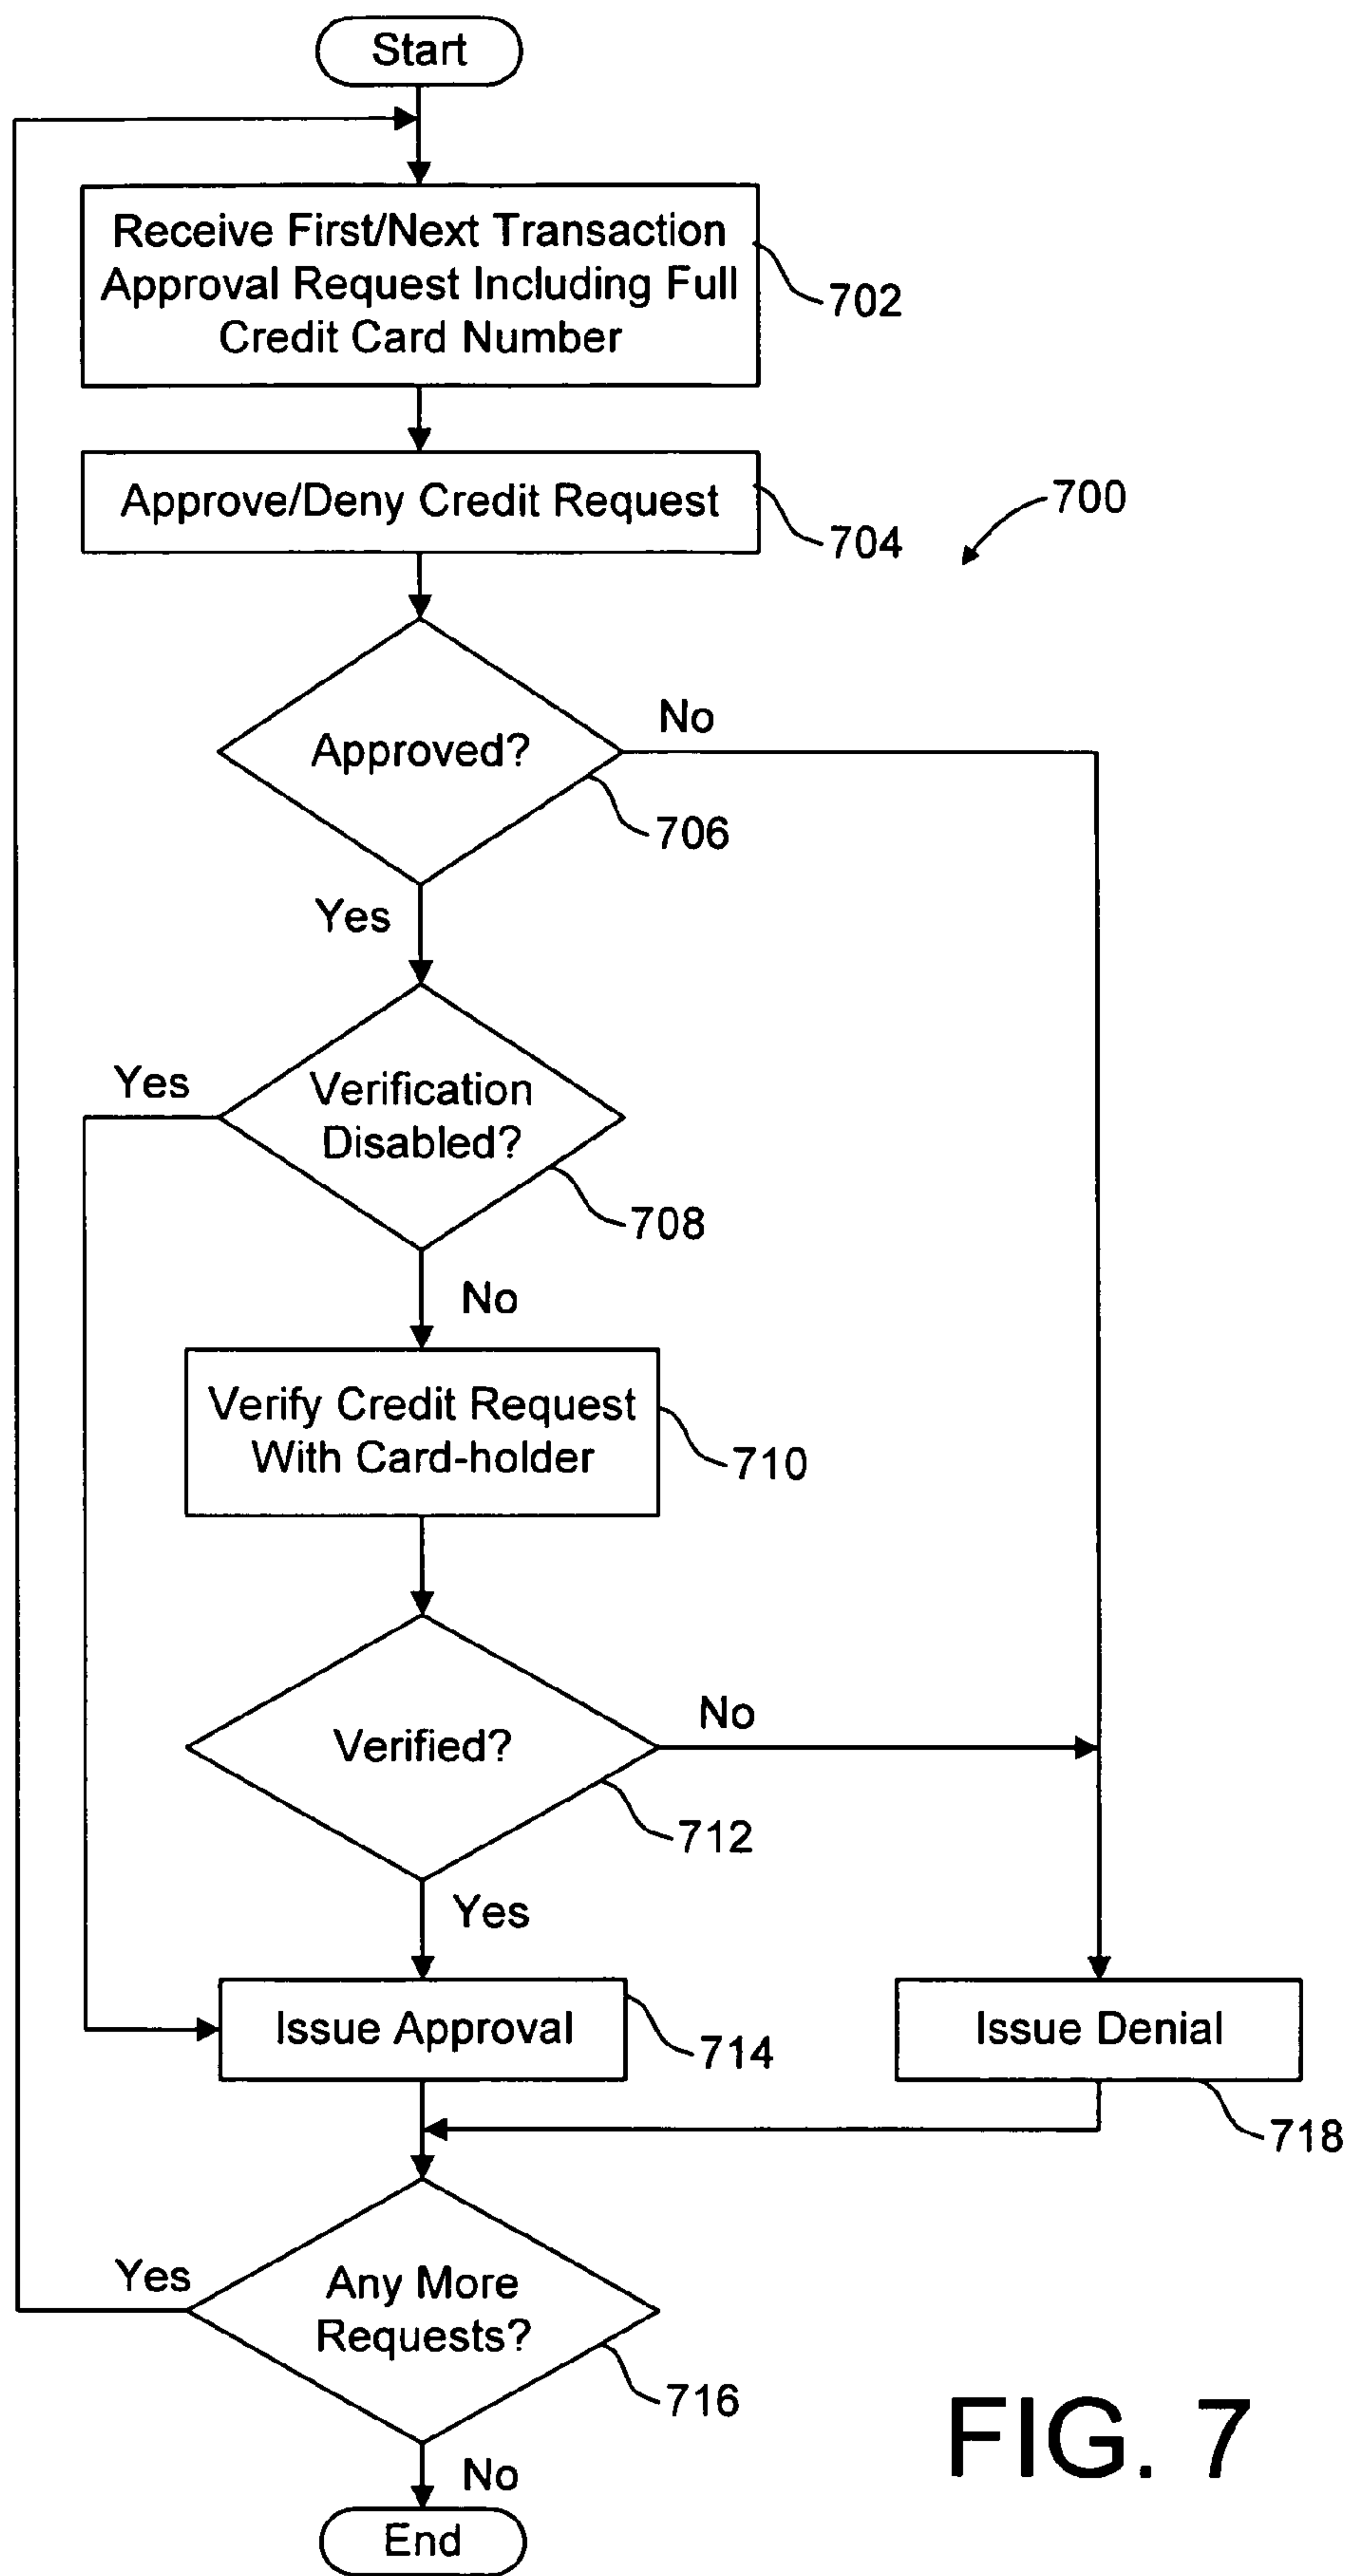 Start
Receive First/Next Transaction
Approval Request Including Full
Credit Card Number
702
Approve/Deny Credit Request
704
700
Approved?
No
706
Yes
Verification
Disabled?
Yes
708
No
Verify Credit Request
With Card-holder
710
Verified?
No
712
Yes
Issue Approval
714
Issue Denial
718
Any More
Requests?
Yes
716
No
End
FIG. 7